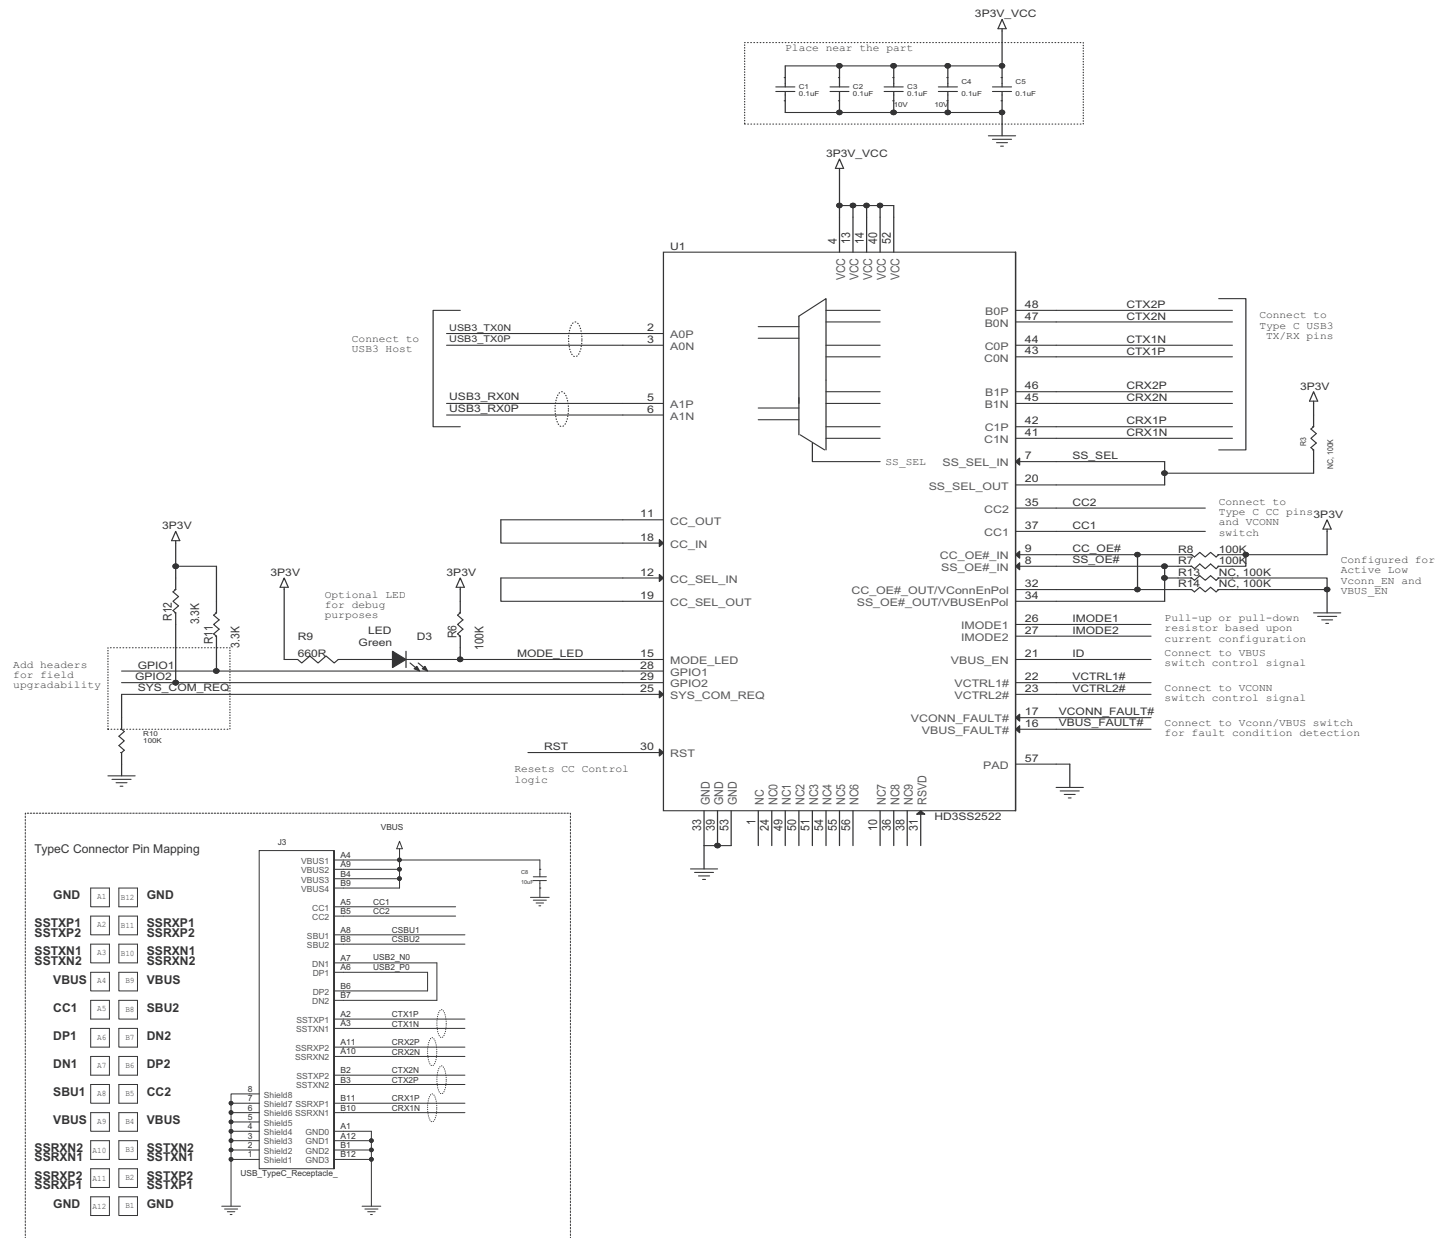 3P3V_VCC
Place near the part
C1 0.1uF
C2 0.1uF
C3 0.1uF 10V
C4 0.1uF 10V
C5 0.1uF
3P3V_VCC
U1
4 13 14 40 52
VCC VCC VCC VCC VCC
Connect to
USB3 Host
USB3_TX0N 2 A0P
USB3_TX0P 3 A0N
USB3_RX0N 5 A1P
USB3_RX0P 6 A1N
B0P 48 CTX2P
B0N 47 CTX2N
C0P 44 CTX1N
C0N 43 CTX1P
B1P 46 CRX2P
B1N 45 CRX2N
C1P 42 CRX1P
C1N 41 CRX1N
Connect to
Type C USB3
TX/RX pins
3P3V
R3
NC, 100K
SS_SEL
SS_SEL_IN 7 SS_SEL
SS_SEL_OUT 20
CC2 35 CC2
CC1 37 CC1
Connect to
Type C CC pins
and VCONN
switch
3P3V
CC_OE#_IN 9 CC_OE# R8 100K
SS_OE#_IN 8 SS_OE# R7 100K
R13 NC, 100K
CC_OE#_OUT/VConnEnPol 32 R14 NC, 100K
SS_OE#_OUT/VBUSEnPol 34
Configured for
Active Low
Vconn_EN and
VBUS_EN
IMODE1 26 IMODE1
IMODE2 27 IMODE2
Pull-up or pull-down
resistor based upon
current configuration
VBUS_EN 21 ID
Connect to VBUS
switch control signal
VCTRL1# 22 VCTRL1#
VCTRL2# 23 VCTRL2#
Connect to VCONN
switch control signal
VCONN_FAULT# 17 VCONN_FAULT#
VBUS_FAULT# 16 VBUS_FAULT#
Connect to Vconn/VBUS switch
for fault condition detection
PAD 57
11 CC_OUT
18 CC_IN
12 CC_SEL_IN
19 CC_SEL_OUT
3P3V
R12 3.3K
R11 3.3K
3P3V
Optional LED
for debug
purposes
3P3V
R6 100K
R9
660R
LED
Green
D3
MODE_LED 15 MODE_LED
Add headers
for field
upgradability
GPIO1 28 GPIO1
GPIO2 29 GPIO2
SYS_COM_REQ 25 SYS_COM_REQ
R10
100K
RST 30 RST
Resets CC Control
logic
GND GND GND
33 39 53
NC NC0 NC1 NC2 NC3 NC4 NC5 NC6
1 24 49 50 51 54 55 56
NC7 NC8 NC9 RSVD
10 36 38 31
HD3SS2522
TypeC Connector Pin Mapping
GND A1 B12 GND
SSTXP1 SSTXP2 A2 B11 SSRXP1 SSRXP2
SSTXN1 SSTXN2 A3 B10 SSRXN1 SSRXN2
VBUS A4 B9 VBUS
CC1 A5 B8 SBU2
DP1 A6 B7 DN2
DN1 A7 B6 DP2
SBU1 A8 B5 CC2
VBUS A9 B4 VBUS
SSRXN2 SSRXN1 A10 B3 SSTXN2 SSTXN1
SSRXP2 SSRXP1 A11 B2 SSTXP2 SSTXP1
GND A12 B1 GND
J3
VBUS
VBUS1 A4
VBUS2 A9
VBUS3 B4
VBUS4 B9
C6
10uF
CC1 A5 CC1
CC2 B5 CC2
SBU1 A8 CSBU1
SBU2 B8 CSBU2
DN1 A7 USB2_N0
DP1 A6 USB2_P0
DP2 B6
DN2 B7
SSTXP1 A2 CTX1P
SSTXN1 A3 CTX1N
SSRXP2 A11 CRX2P
SSRXN2 A10 CRX2N
SSTXP2 B2 CTX2N
SSTXN2 B3 CTX2P
8 Shield8
7 Shield7 SSRXP1 B11 CRX1P
6 Shield6 SSRXN1 B10 CRX1N
5 Shield5
4 Shield4 GND0 A1
3 Shield3 GND1 A12
2 Shield2 GND2 B1
1 Shield1 GND3 B12
USB_TypeC_Receptacle_